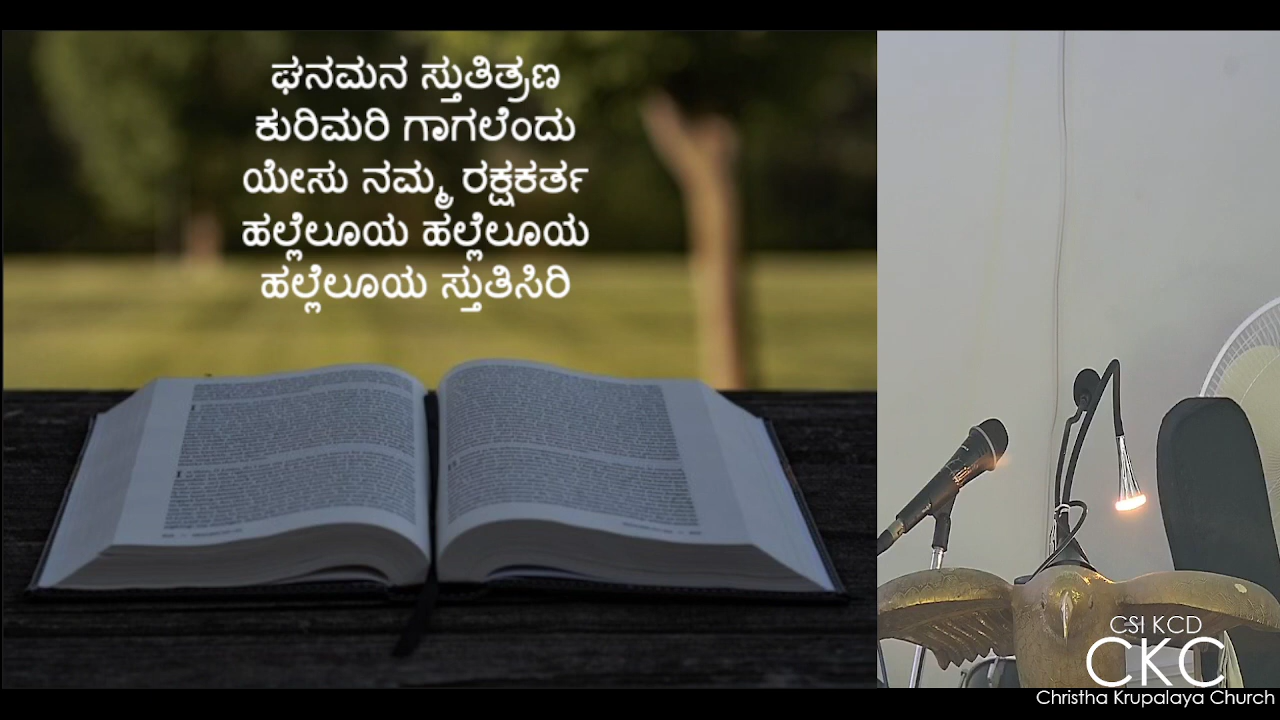 ಘನಮನ ಸ್ತುತಿತ್ರಣ
ಕುರಿಮರಿ ಗಾಗಲೆಂದು
ಯೇಸು ನಮ್ಮ ರಕ್ಷಕರ್ತ
ಹಲ್ಲೆಲೂಯ ಹಲ್ಲೆಲೂಯ
ಹಲ್ಲೆಲೂಯ ಸ್ತುತಿಸಿರಿ
CSI KCD
CKC
Christha Krupalaya Church